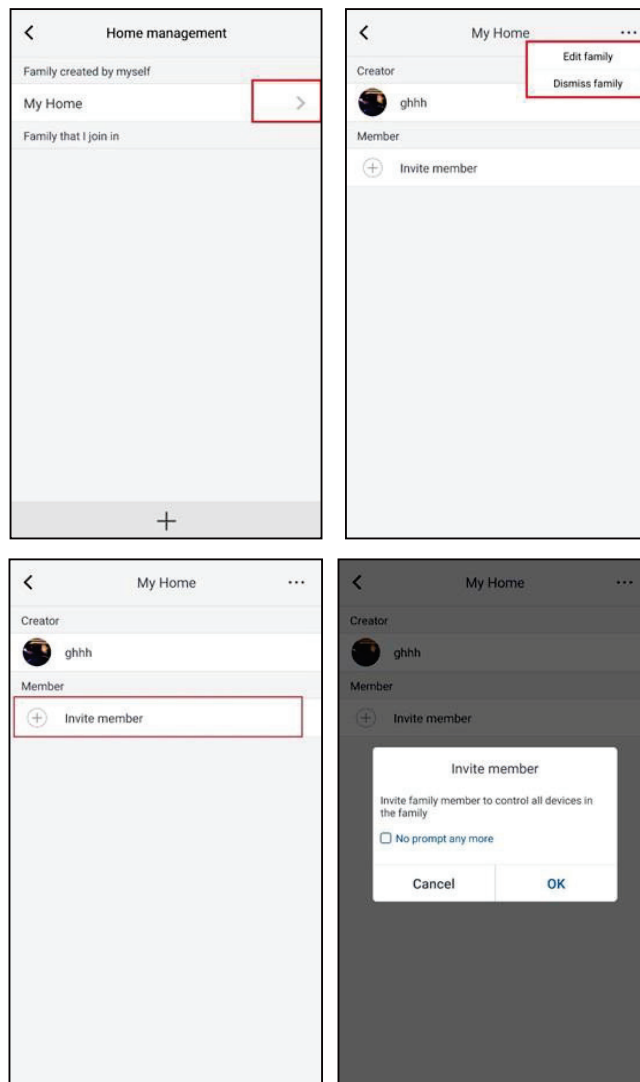 Home management
Family created by myself
My Home
Family that I join in
My Home
Edit family
Dismiss family
Creator
ghhh
Member
Invite member
My Home
Creator
ghhh
Member
Invite member
My Home
Creator
ghhh
Member
Invite member
Invite member
Invite family member to control all devices in
the family
No prompt any more
Cancel OK